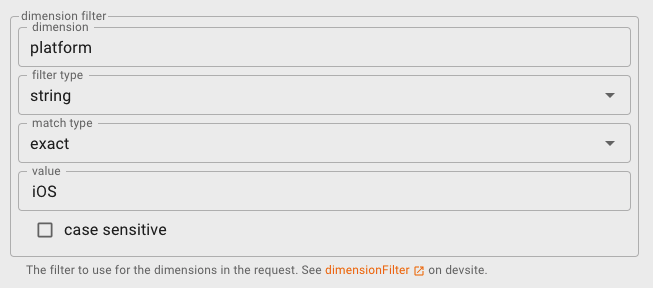 dimension filter
dimension
platform
filter type
string
match type
exact
value
iOS
case sensitive
The filter to use for the dimensions in the request. See dimensionFilter on devsite.